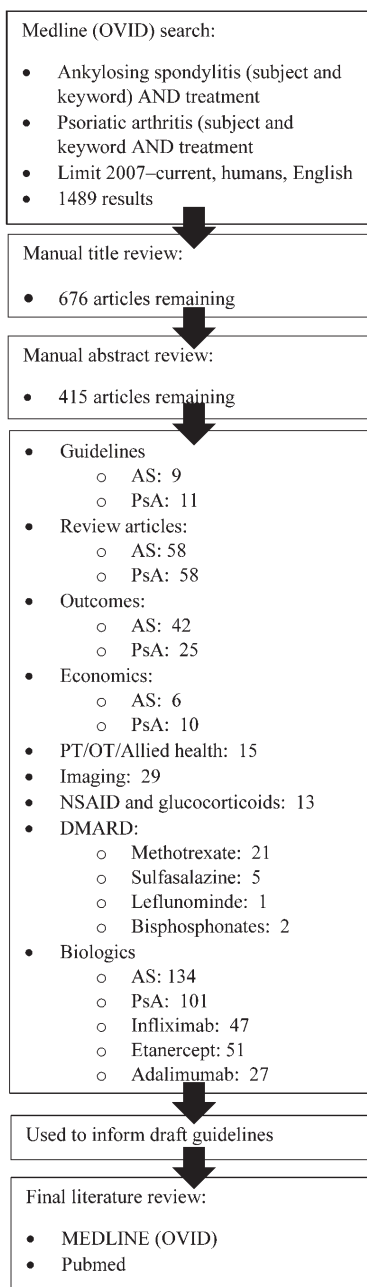 Medline (OVID) search:
• Ankylosing spondylitis (subject and
keyword) AND treatment
• Psoriatic arthritis (subject and
keyword AND treatment
• Limit 2007–current, humans, English
• 1489 results
Manual title review:
• 676 articles remaining
Manual abstract review:
• 415 articles remaining
• Guidelines
o AS: 9
o PsA: 11
• Review articles:
o AS: 58
o PsA: 58
• Outcomes:
o AS: 42
o PsA: 25
• Economics:
o AS: 6
o PsA: 10
• PT/OT/Allied health: 15
• Imaging: 29
• NSAID and glucocorticoids: 13
• DMARD:
o Methotrexate: 21
o Sulfasalazine: 5
o Leflunominde: 1
o Bisphosphonates: 2
• Biologics
o AS: 134
o PsA: 101
o Infliximab: 47
o Etanercept: 51
o Adalimumab: 27
Used to inform draft guidelines
Final literature review:
• MEDLINE (OVID)
• Pubmed